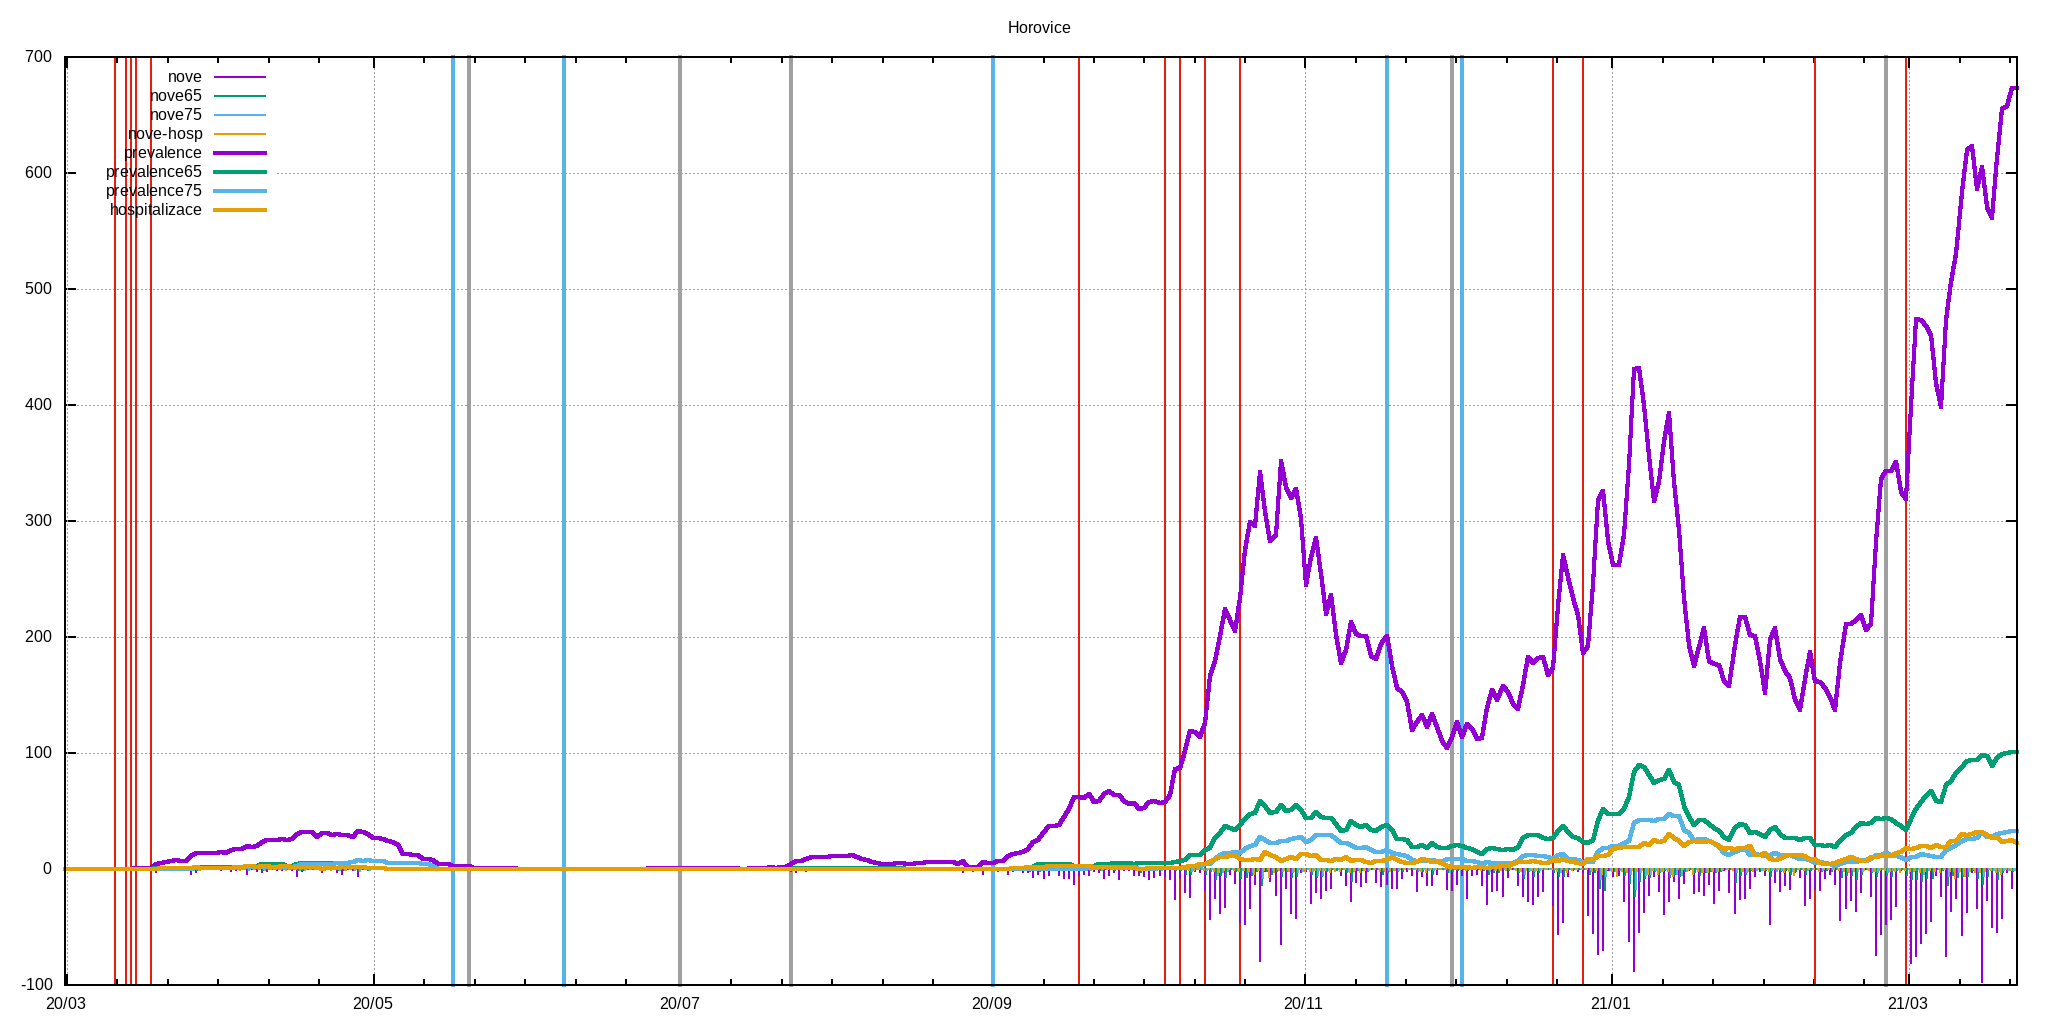 Horovice
700
600
500
400
300
200
100
0
-100
nove
nove65
nove75
nove-hosp
prevalence
prevalence65
prevalence75
hospitalizace
20/03 20/05 20/07 20/09 20/11 21/01 21/03